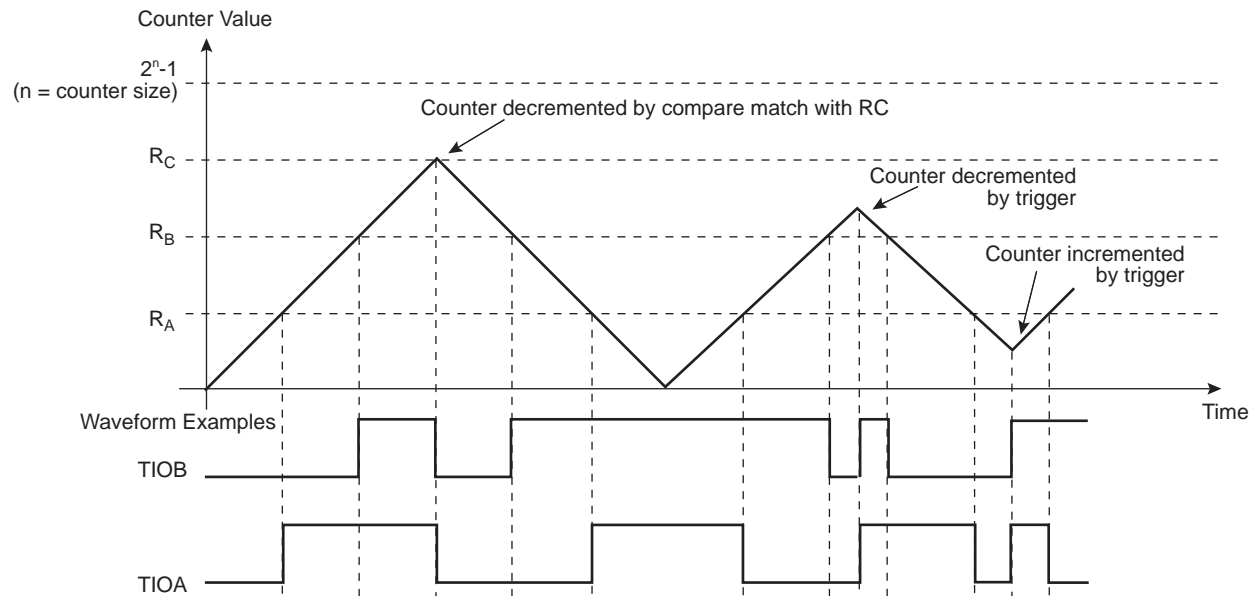 Counter Value
2ⁿ-1
(n = counter size)
Counter decremented by compare match with RC
R_C
Counter decremented
by trigger
R_B
Counter incremented
by trigger
R_A
Time
Waveform Examples
TIOB
TIOA